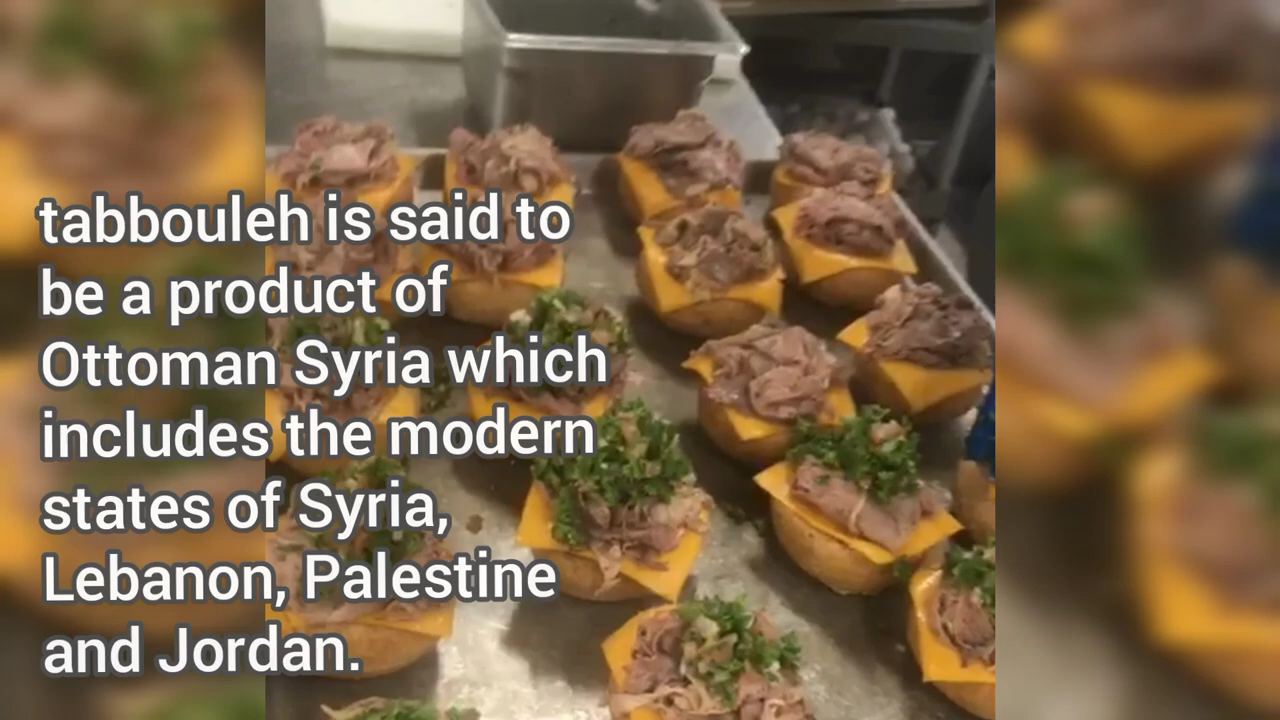 tabbouleh is said to
be a product of
Ottoman Syria which
includes the modern
states of Syria,
Lebanon, Palestine
and Jordan.